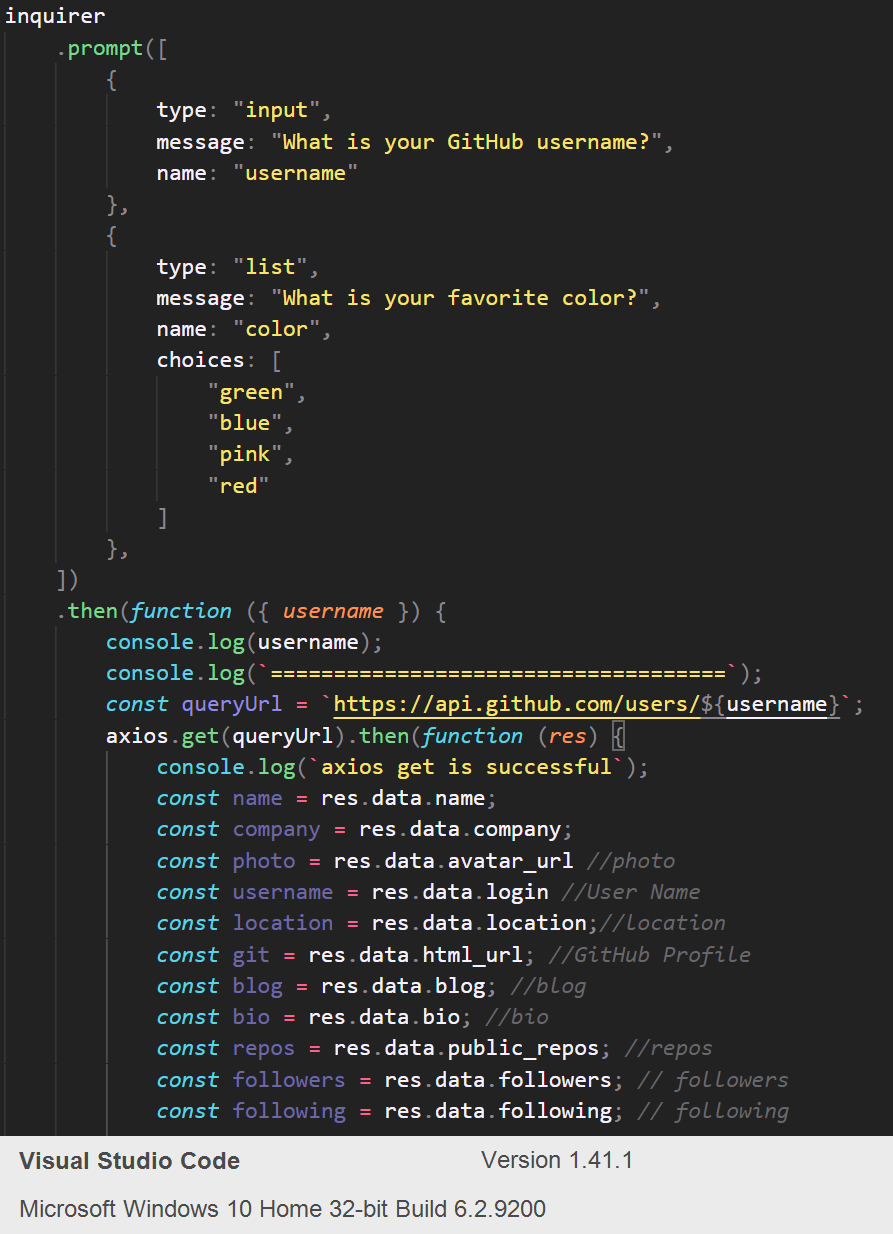 inquirer
    .prompt([
        {
            type: "input",
            message: "What is your GitHub username?",
            name: "username"
        },
        {
            type: "list",
            message: "What is your favorite color?",
            name: "color",
            choices: [
                "green",
                "blue",
                "pink",
                "red"
            ]
        },
    ])
    .then(function ({ username }) {
        console.log(username);
        console.log(`====================================`);
        const queryUrl = `https://api.github.com/users/${username}`;
        axios.get(queryUrl).then(function (res) {
            console.log(`axios get is successful`);
            const name = res.data.name;
            const company = res.data.company;
            const photo = res.data.avatar_url //photo
            const username = res.data.login //User Name
            const location = res.data.location;//location
            const git = res.data.html_url; //GitHub Profile
            const blog = res.data.blog; //blog
            const bio = res.data.bio; //bio
            const repos = res.data.public_repos; //repos
            const followers = res.data.followers; // followers
            const following = res.data.following; // following
Visual Studio Code Version 1.41.1
Microsoft Windows 10 Home 32-bit Build 6.2.9200